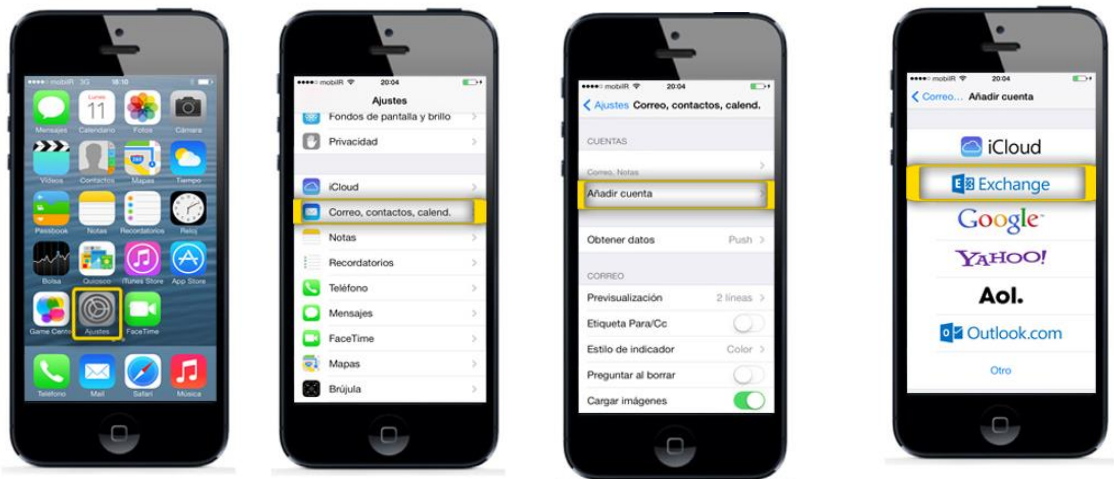 mobilR 3G 18:10
Lunes
11
Mensajes Calendario Fotos Cámara
280
Vídeos Contactos Mapas Tiempo
Passbook Notas Recordatorios Reloj
Bolsa Quiosco iTunes Store App Store
Game Cente Ajustes FaceTime
Teléfono Mail Safari Música
mobilR 20:04
Ajustes
Fondos de pantalla y brillo
Privacidad
iCloud
Correo, contactos, calend.
Notas
Recordatorios
Teléfono
Mensajes
FaceTime
Mapas
Brújula
mobilR 20:04
Ajustes Correo, contactos, calend.
CUENTAS
Correo, Notas
Añadir cuenta
Obtener datos Push
CORREO
Previsualización 2 líneas
Etiqueta Para/Cc
Estilo de indicador Color
Preguntar al borrar
Cargar imágenes
mobilR 20:04
Correo... Añadir cuenta
iCloud
Exchange
Google
YAHOO!
Aol.
Outlook.com
Otro